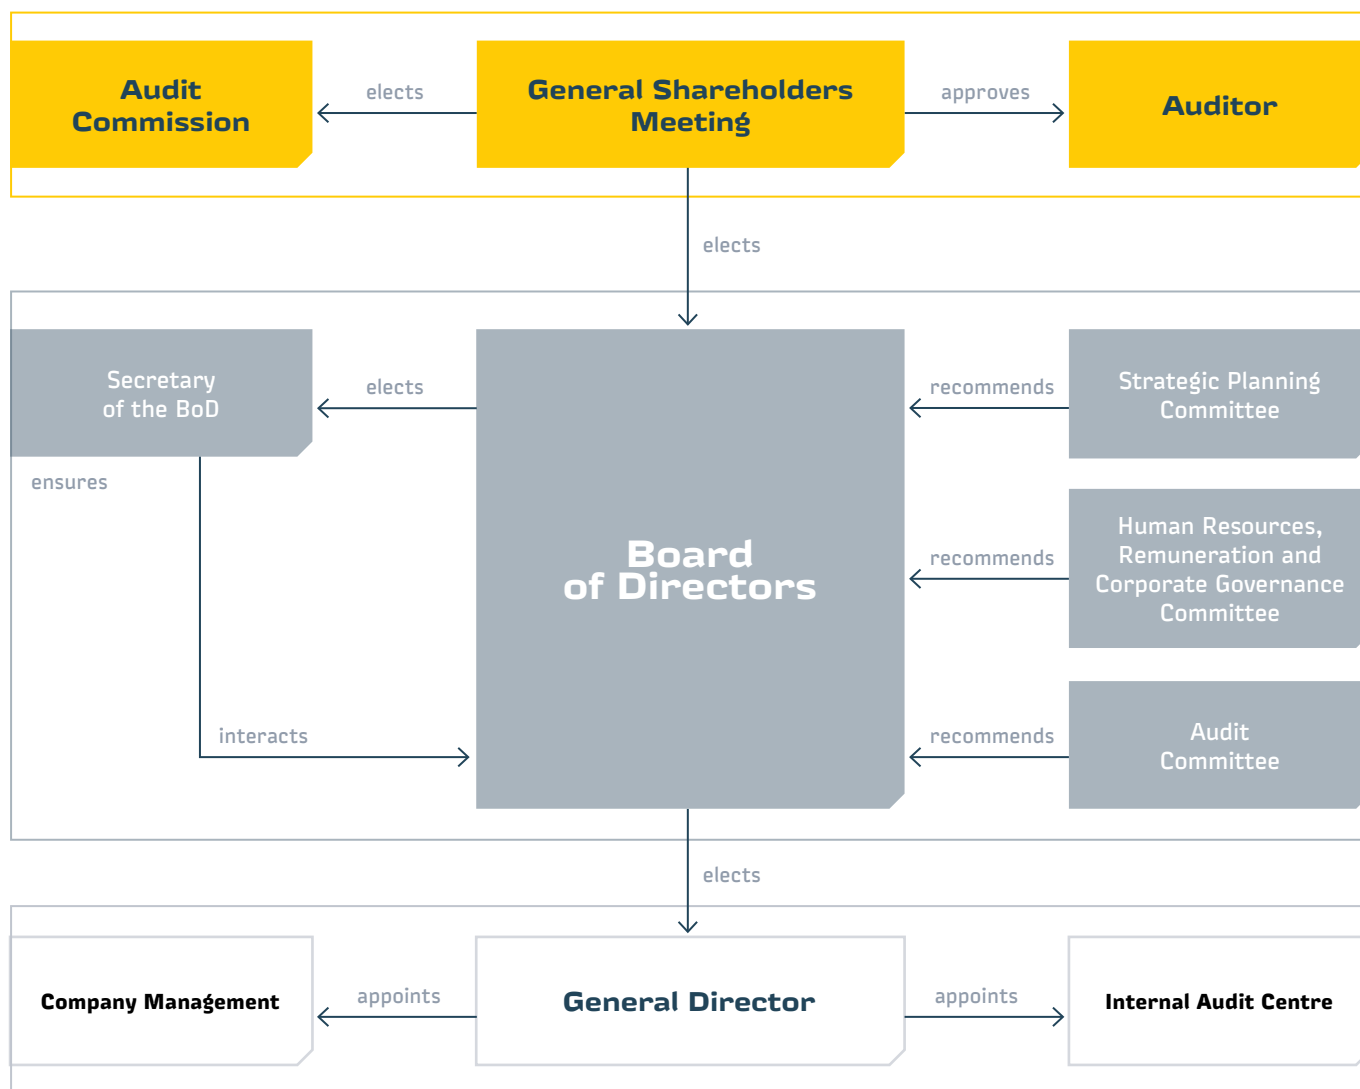 Audit
Commission
elects
General Shareholders
Meeting
approves
Auditor
elects
Secretary
of the BoD
elects
recommends
Strategic Planning
Committee
ensures
Board
of Directors
recommends
Human Resources,
Remuneration and
Corporate Governance
Committee
interacts
recommends
Audit
Committee
elects
Company Management
appoints
General Director
appoints
Internal Audit Centre